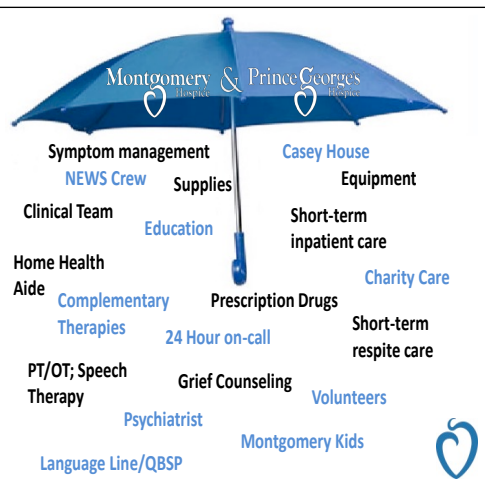 Montgomery & Prince Georges
Hospice Hospice
Symptom management Casey House
NEWS Crew Supplies Equipment
Clinical Team
Education
Short-term
inpatient care
Home Health
Aide
Charity Care
Complementary
Therapies
Prescription Drugs
24 Hour on-call
Short-term
respite care
PT/OT; Speech
Therapy
Grief Counseling
Volunteers
Psychiatrist
Montgomery Kids
Language Line/QBSP